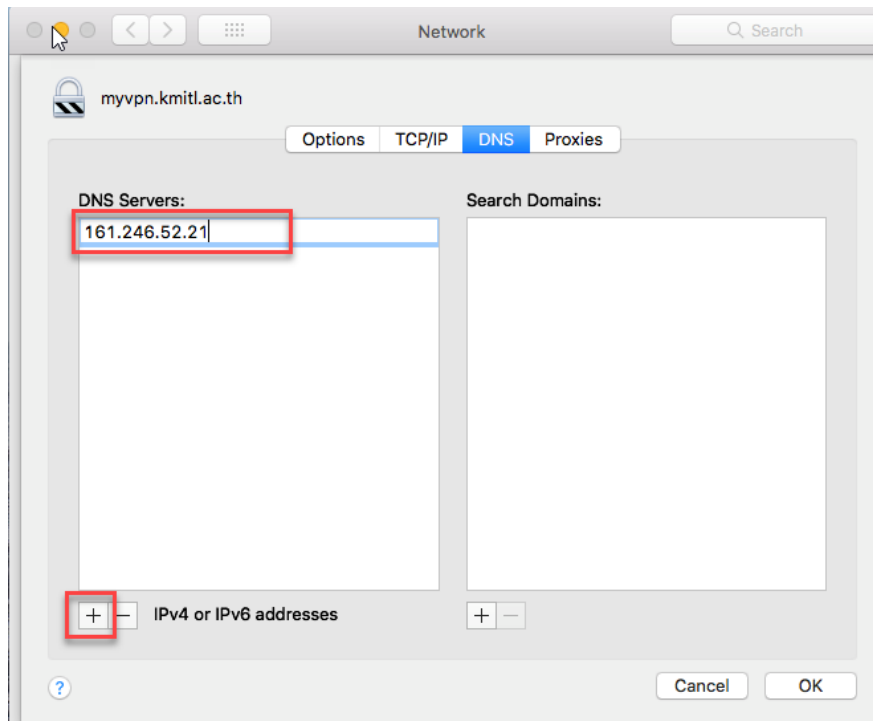 Network
Search
myvpn.kmitl.ac.th
Options TCP/IP DNS Proxies
DNS Servers:
Search Domains:
161.246.52.21
+ − IPv4 or IPv6 addresses
+ −
?
Cancel OK